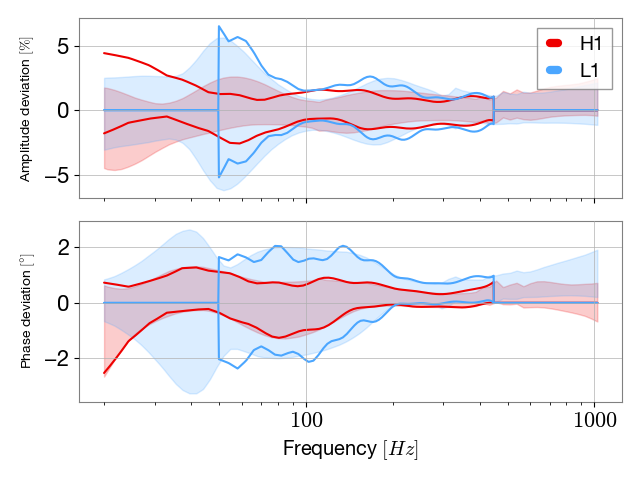 Amplitude deviation [%]
5
0
−5
H1
L1
Phase deviation [°]
2
0
−2
100
1000
Frequency [Hz]